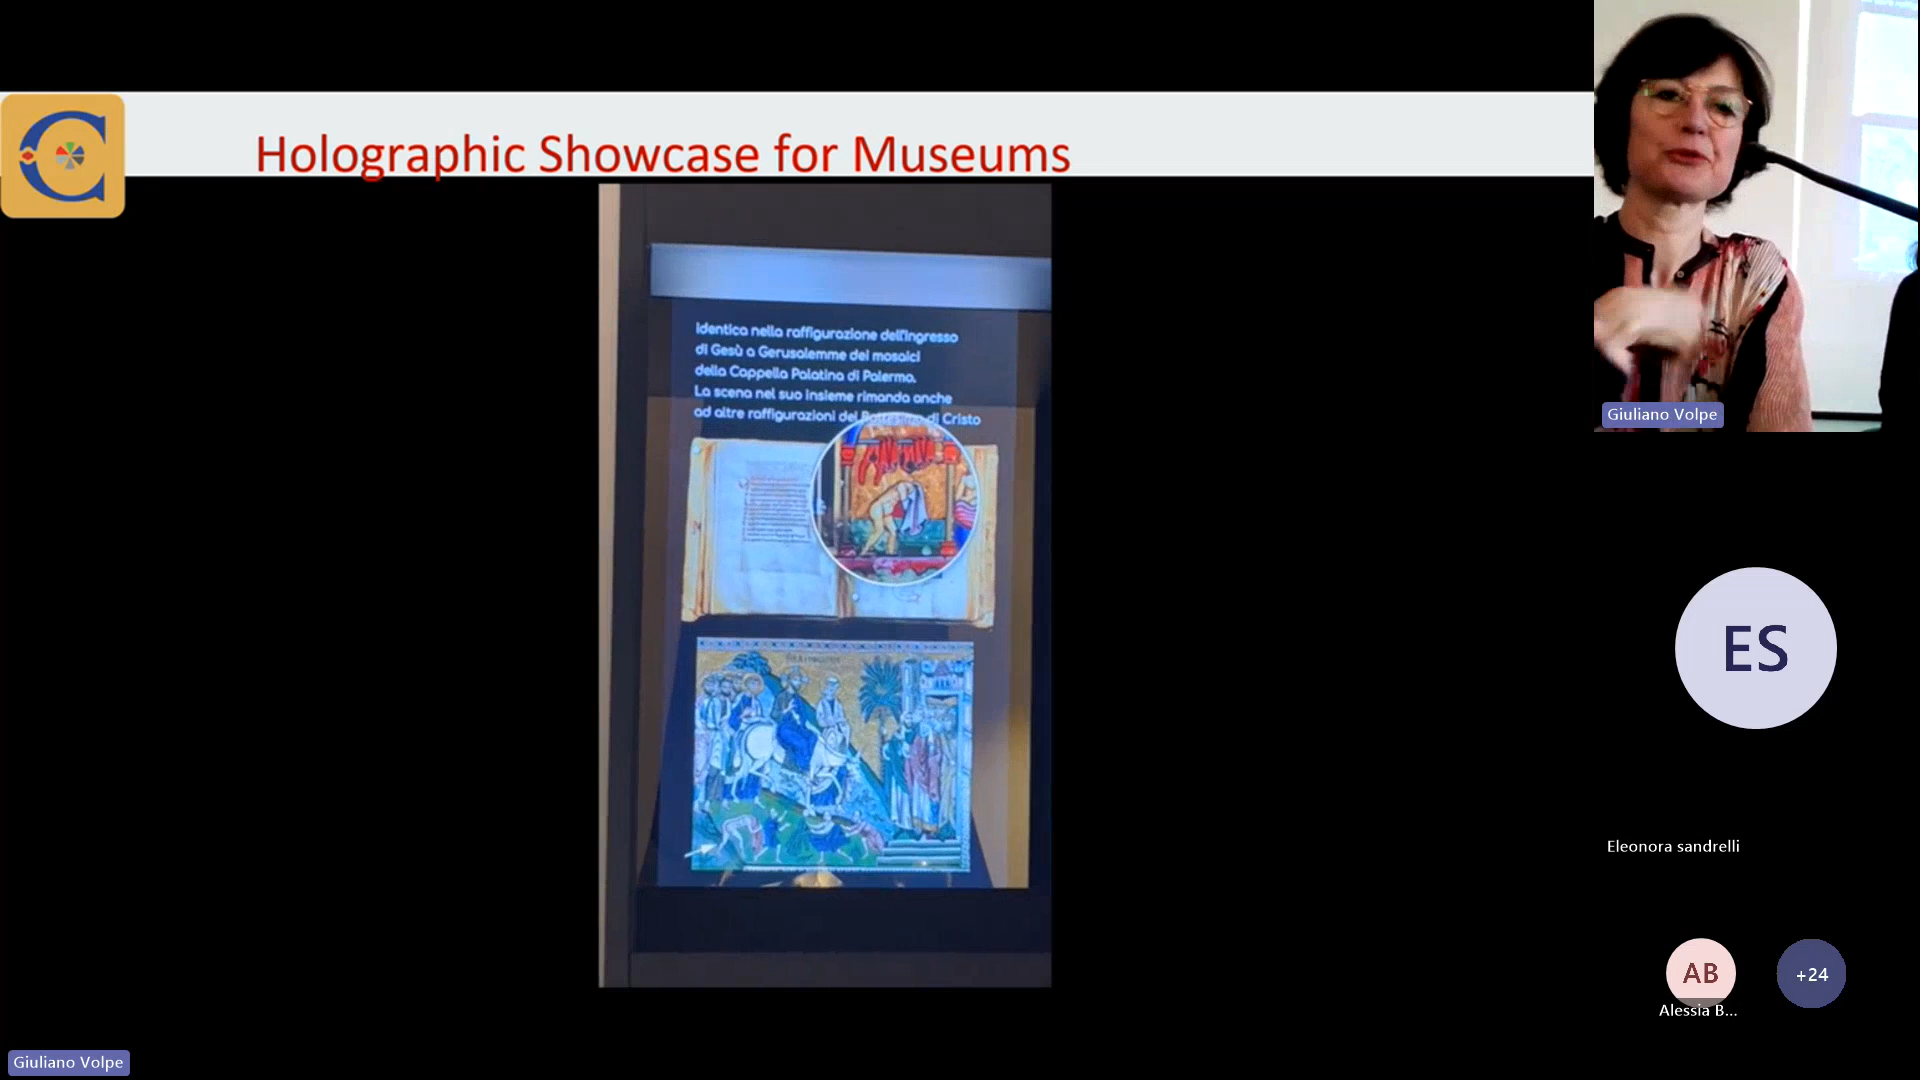 Holographic Showcase for Museums
identica nella raffigurazione dell'ingresso
di Gesù a Gerusalemme dei mosaici
della Cappella Palatina di Palermo.
La scena nel suo insieme rimanda anche
ad altre raffigurazioni del Battesimo di Cristo
Giuliano Volpe
ES
Eleonora sandrelli
AB
+24
Alessia B...
Giuliano Volpe